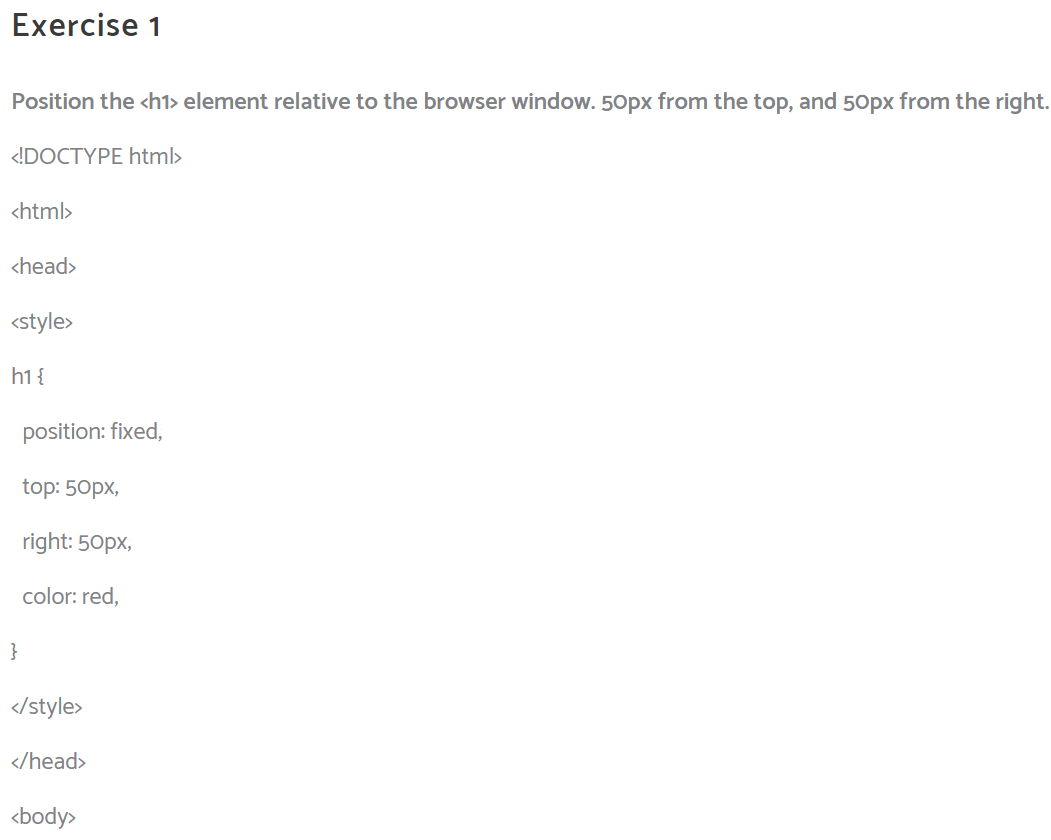 Exercise 1
Position the <h1> element relative to the browser window. 50px from the top, and 50px from the right.
<!DOCTYPE html>
<html>
<head>
<style>
h1 {
position: fixed,
top: 50px,
right: 50px,
color: red,
}
</style>
</head>
<body>